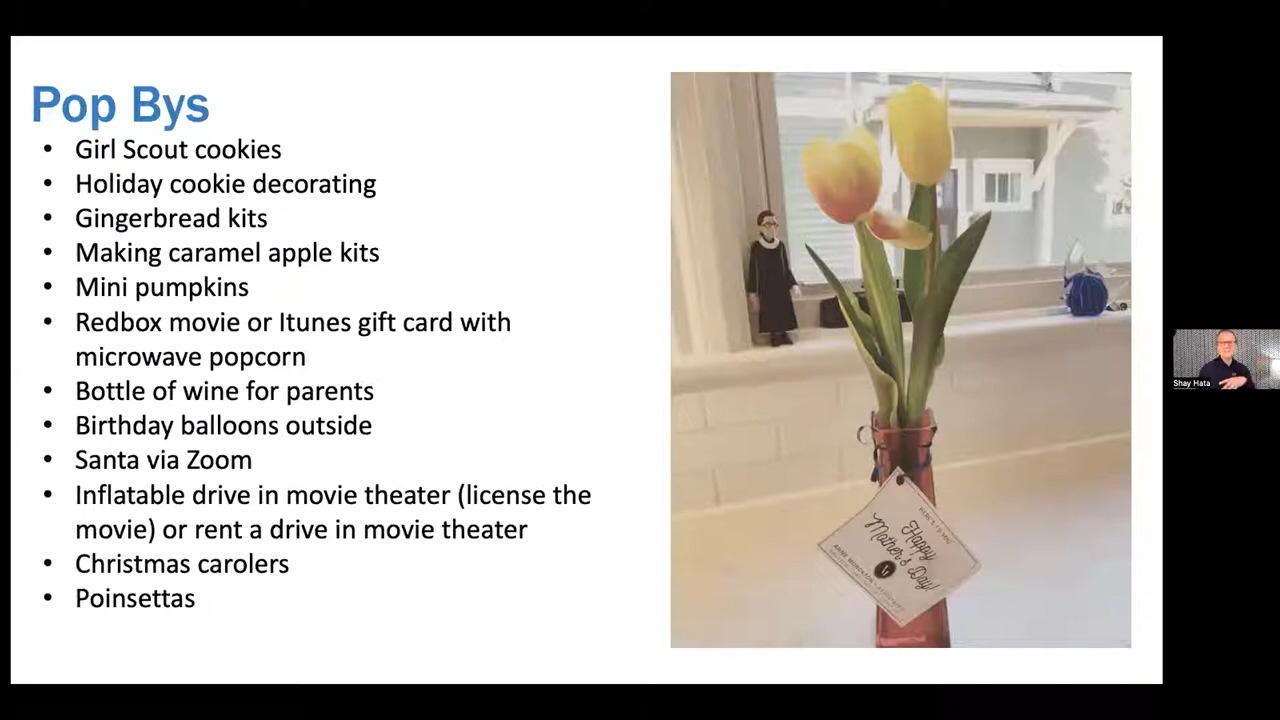 Pop Bys
• Girl Scout cookies
• Holiday cookie decorating
• Gingerbread kits
• Making caramel apple kits
• Mini pumpkins
• Redbox movie or Itunes gift card with
microwave popcorn
• Bottle of wine for parents
• Birthday balloons outside
• Santa via Zoom
• Inflatable drive in movie theater (license the
movie) or rent a drive in movie theater
• Christmas carolers
• Poinsettas
Happy
Mother's Day!
Shay Hata